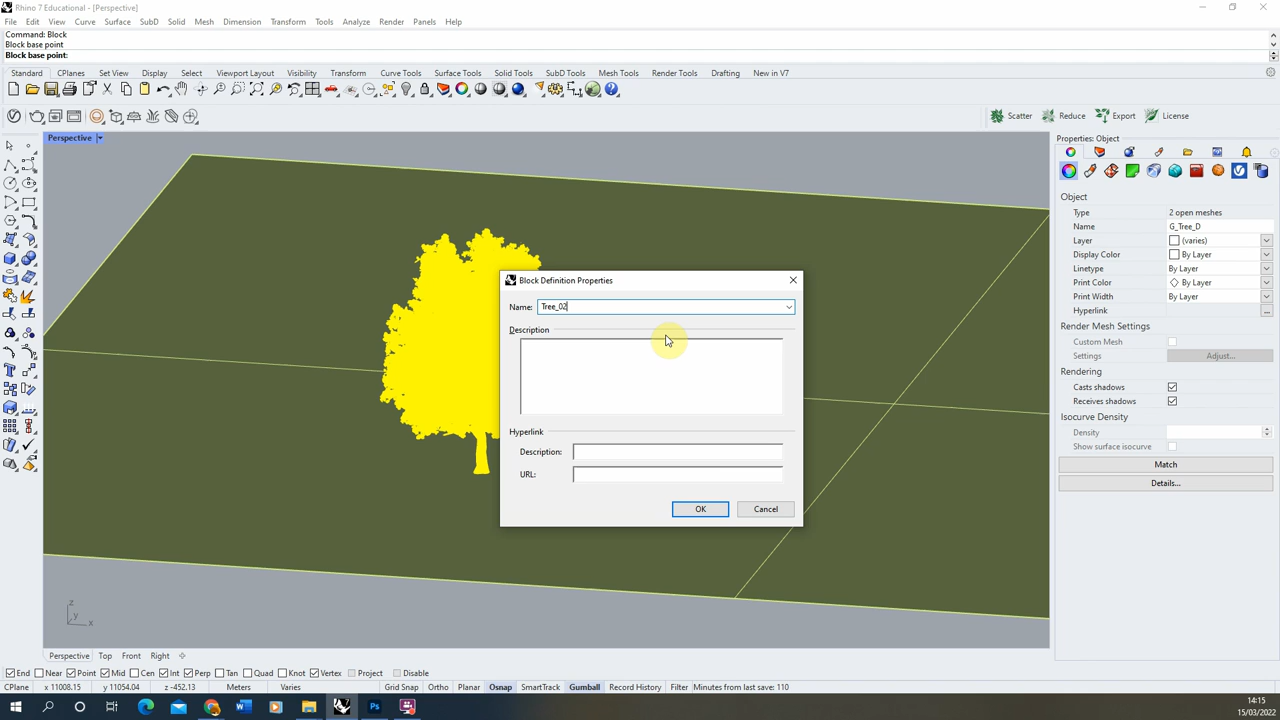 Rhino 7 Educational - [Perspective]
File Edit View Curve Surface SubD Solid Mesh Dimension Transform Tools Analyze Render Panels Help
Command: Block
Block base point
Block base point:
Standard CPlanes Set View Display Select Viewport Layout Visibility Transform Curve Tools Surface Tools Solid Tools SubD Tools Mesh Tools Render Tools Drafting New in V7
Scatter Reduce Export License
Perspective
Properties: Object
Object
Type 2 open meshes
Name G_Tree_D
Layer (varies)
Display Color By Layer
Linetype By Layer
Print Color By Layer
Print Width By Layer
Hyperlink ...
Render Mesh Settings
Custom Mesh
Settings Adjust...
Rendering
Casts shadows
Receives shadows
Isocurve Density
Density
Show surface isocurve
Match
Details...
Block Definition Properties
Name: Tree_02
Description
Hyperlink
Description:
URL:
OK Cancel
z
y
x
Perspective Top Front Right
End Near Point Mid Cen Int Perp Tan Quad Knot Vertex Project Disable
CPlane x 11008.15 y 11054.04 z -452.13 Meters Varies Grid Snap Ortho Planar Osnap SmartTrack Gumball Record History Filter Minutes from last save: 110
14:15
15/03/2022